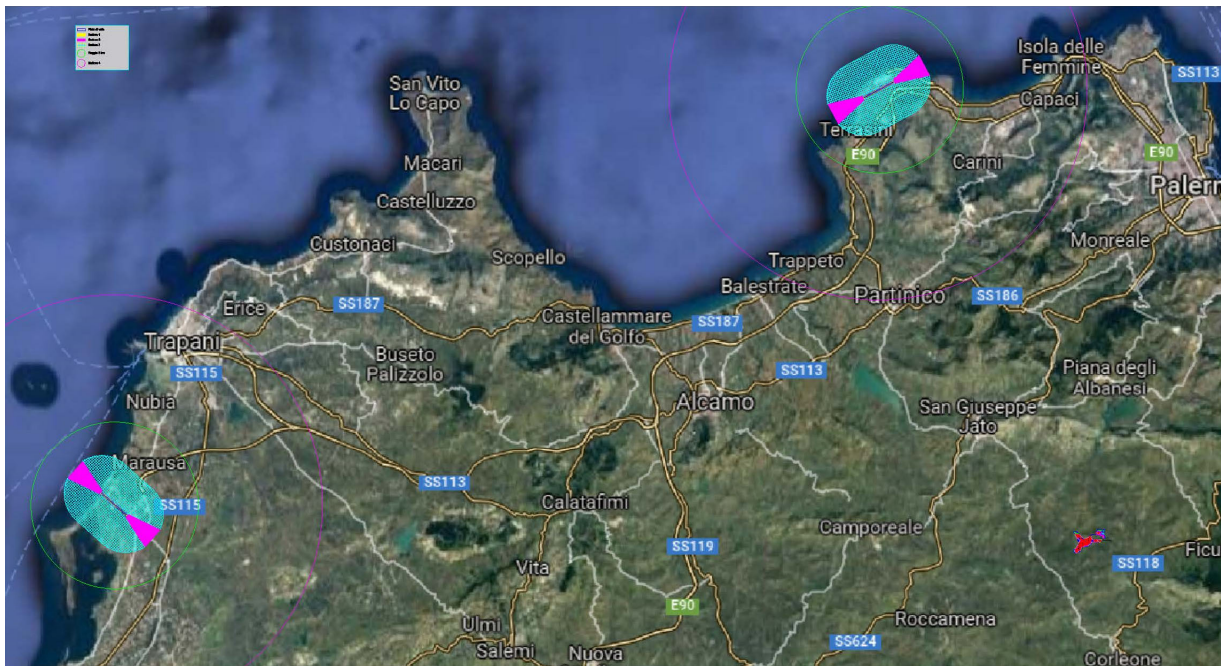 Isola delle
Femmine
SS113
San Vito
Lo Capo
Capaci
Terrasini
E90
E90
Macari
Carini
Castelluzzo
Palerm
Custonaci
Monreale
Scopello
Trappeto
Balestrate
Erice
SS187
Partinico
SS186
Castellammare
del Golfo
SS187
Trapani
Buseto
Palizzolo
SS115
SS113
Piana degli
Albanesi
Nubia
Alcamo
San Giuseppe
Jato
Marausa
SS113
SS115
Calatafimi
Camporeale
SS119
Ficu
SS118
Vita
E90
Ulmi
Roccamena
Salemi
Nuova
SS624
Corleone